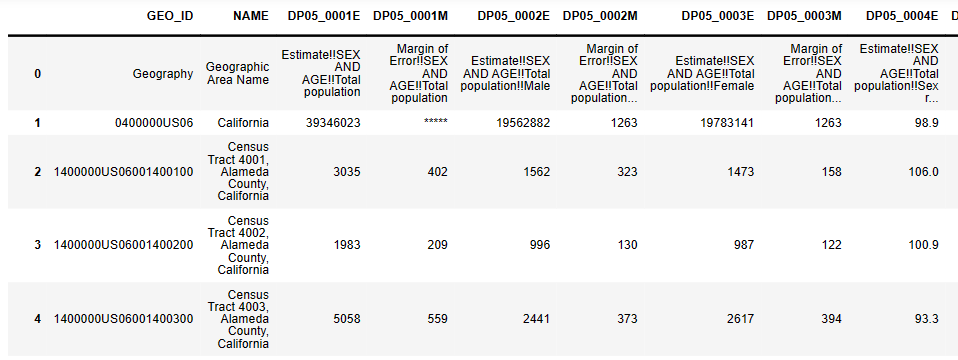 GEO_ID NAME DP05_0001E DP05_0001M DP05_0002E DP05_0002M DP05_0003E DP05_0003M DP05_0004E D
0 Geography Geographic Area Name Estimate!!SEX AND AGE!!Total population Margin of Error!!SEX AND AGE!!Total population Estimate!!SEX AND AGE!!Total population!!Male Margin of Error!!SEX AND AGE!!Total population... Estimate!!SEX AND AGE!!Total population!!Female Margin of Error!!SEX AND AGE!!Total population... Estimate!!SEX AND AGE!!Total population!!Sex r...
1 0400000US06 California 39346023 ***** 19562882 1263 19783141 1263 98.9
2 1400000US06001400100 Census Tract 4001, Alameda County, California 3035 402 1562 323 1473 158 106.0
3 1400000US06001400200 Census Tract 4002, Alameda County, California 1983 209 996 130 987 122 100.9
4 1400000US06001400300 Census Tract 4003, Alameda County, California 5058 559 2441 373 2617 394 93.3